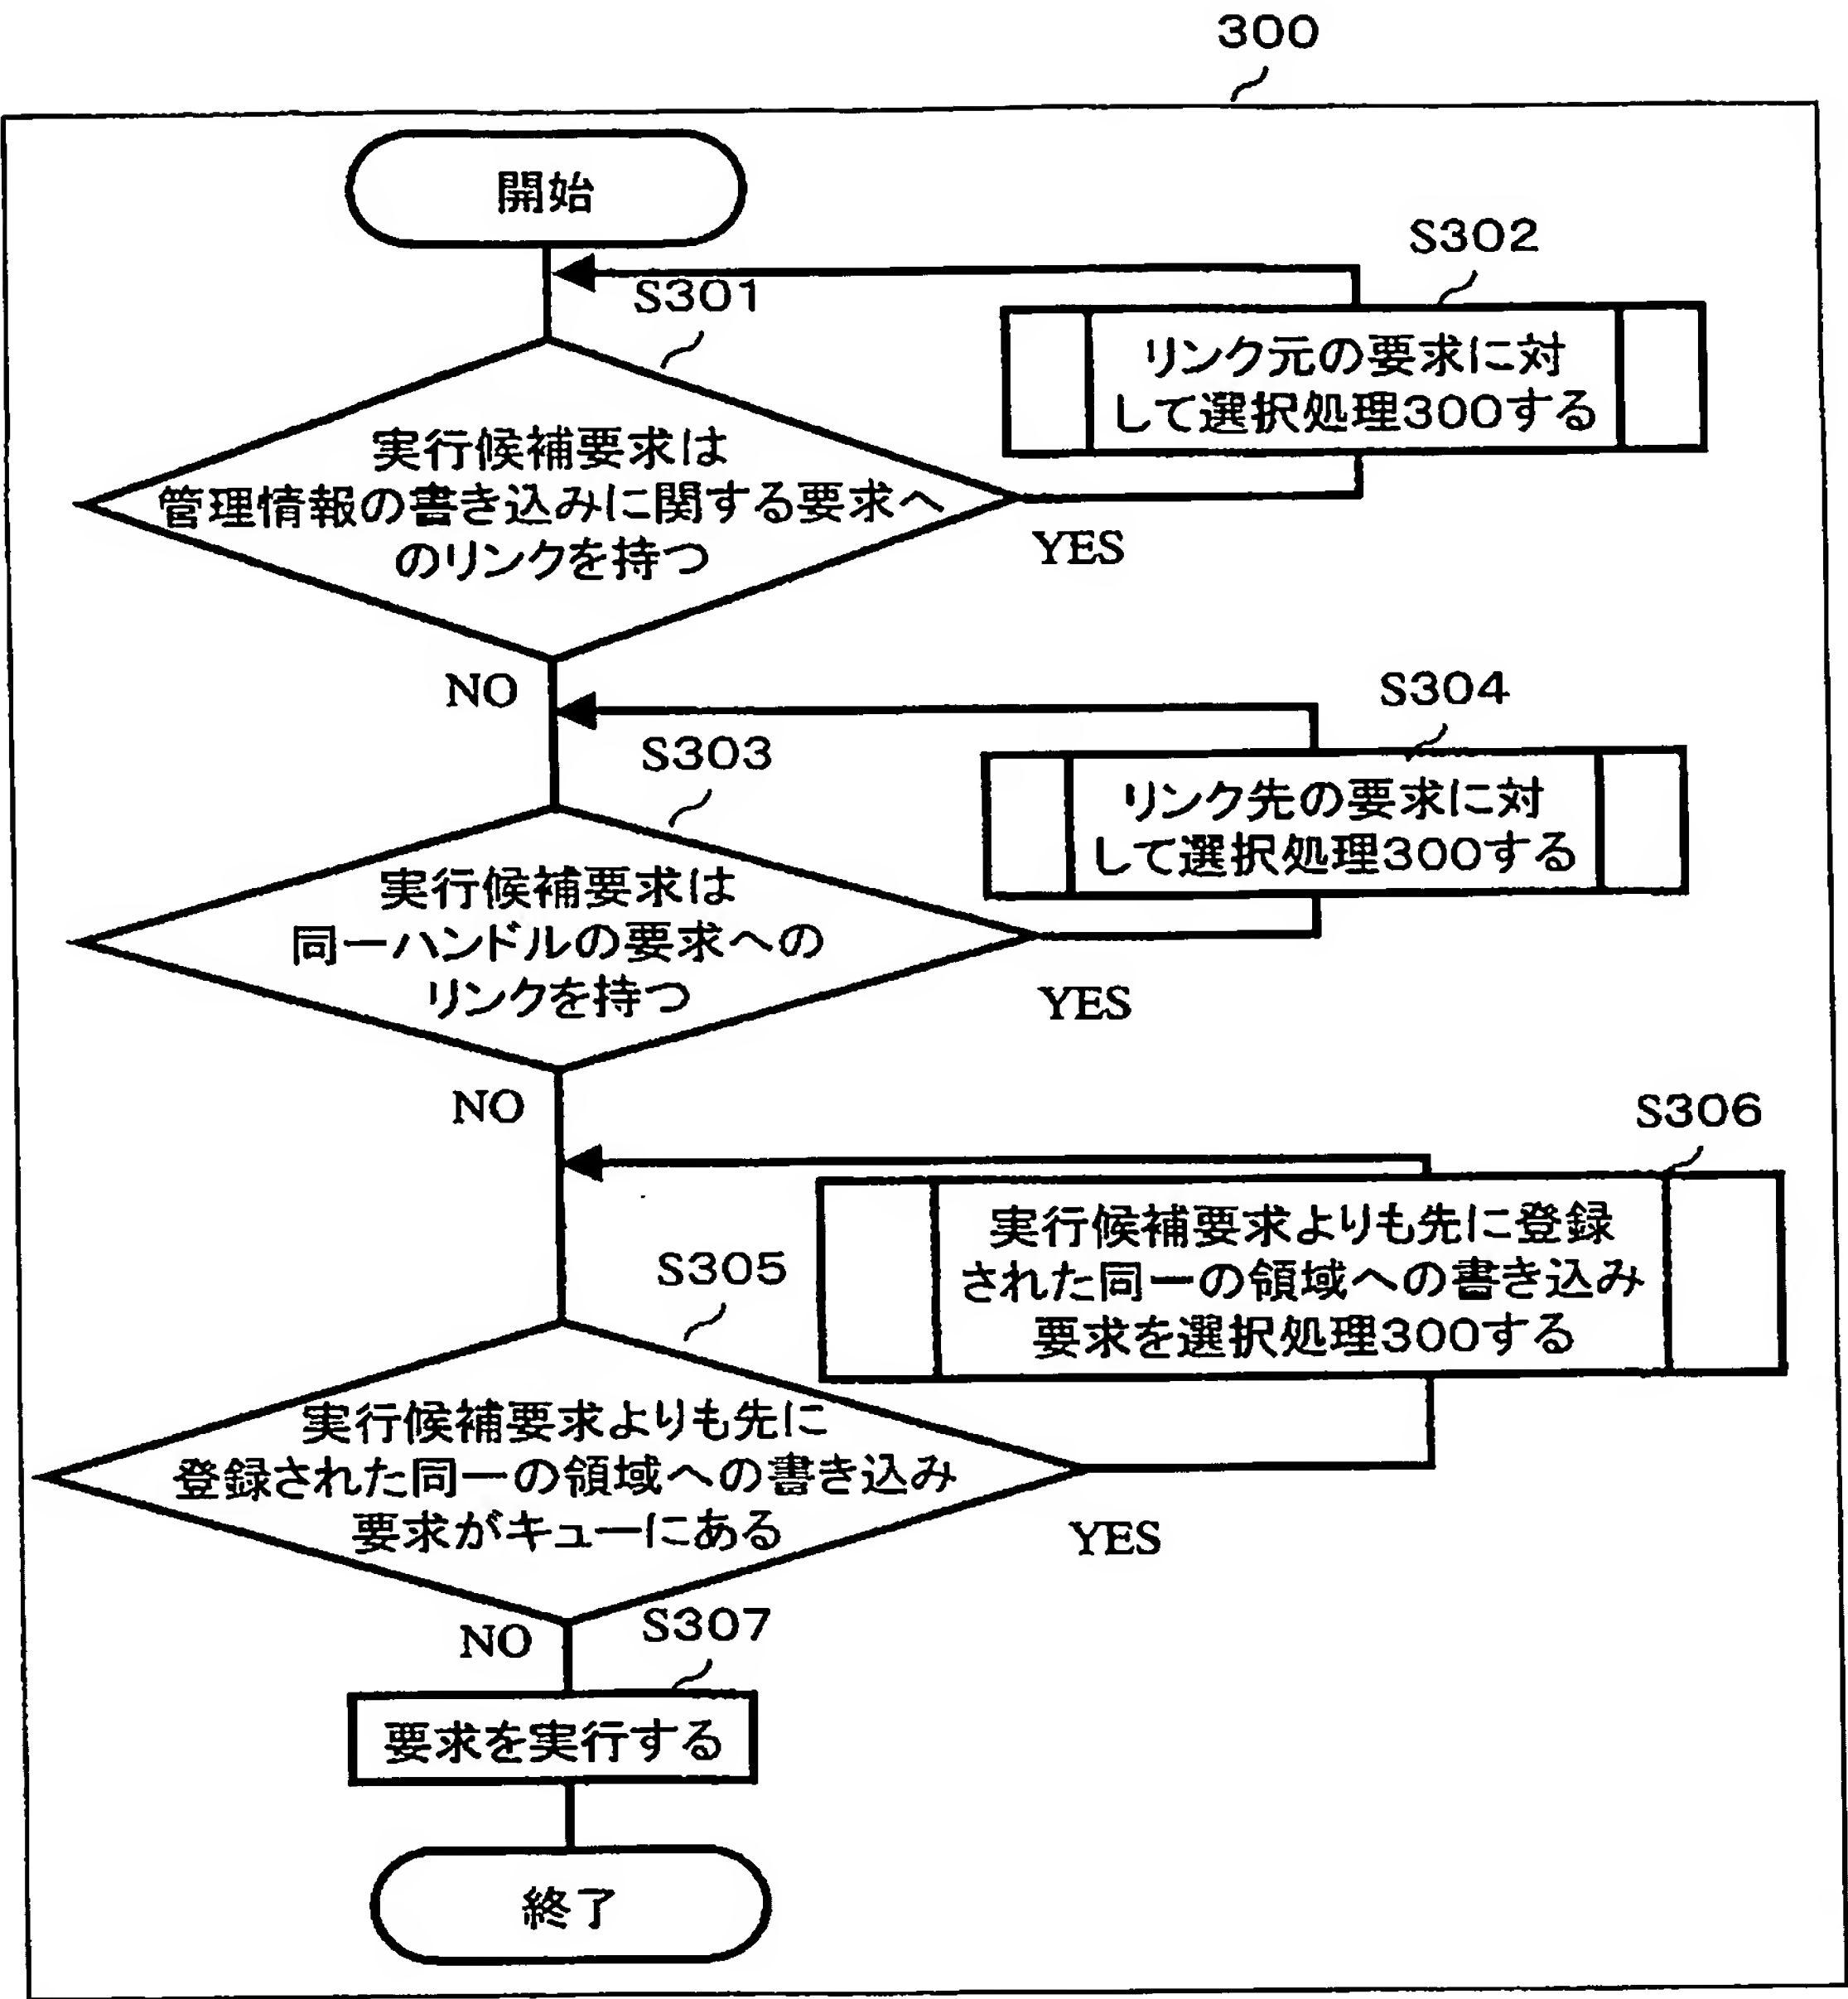 300
開始
S302
S301
リンク元の要求に対
して選択処理300する
実行候補要求は
管理情報の書き込みに関する要求へ
のリンクを持つ
YES
NO
S304
S303
リンク先の要求に対
して選択処理300する
実行候補要求は
同一ハンドルの要求への
リンクを持つ
YES
NO
S306
実行候補要求よりも先に登録
された同一の領域への書き込み
要求を選択処理300する
S305
実行候補要求よりも先に
登録された同一の領域への書き込み
要求がキューにある
YES
NO
S307
要求を実行する
終了